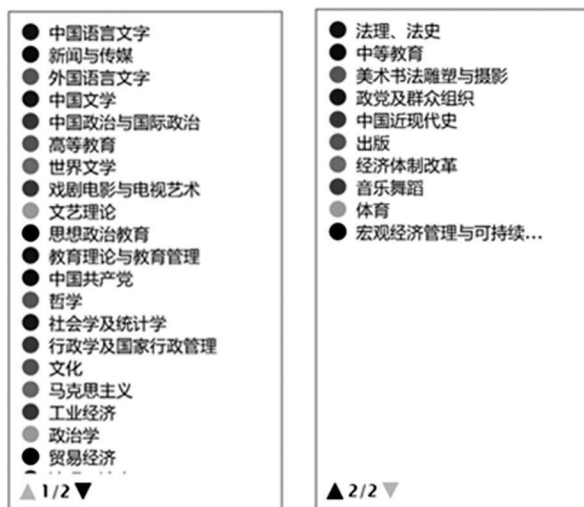 中国语言文字
新闻与传媒
外国语言文字
中国文学
中国政治与国际政治
高等教育
世界文学
戏剧电影与电视艺术
文艺理论
思想政治教育
教育理论与教育管理
中国共产党
哲学
社会学及统计学
行政学及国家行政管理
文化
马克思主义
工业经济
政治学
贸易经济
1/2
法理、法史
中等教育
美术书法雕塑与摄影
政党及群众组织
中国近现代史
出版
经济体制改革
音乐舞蹈
体育
宏观经济管理与可持续...
2/2